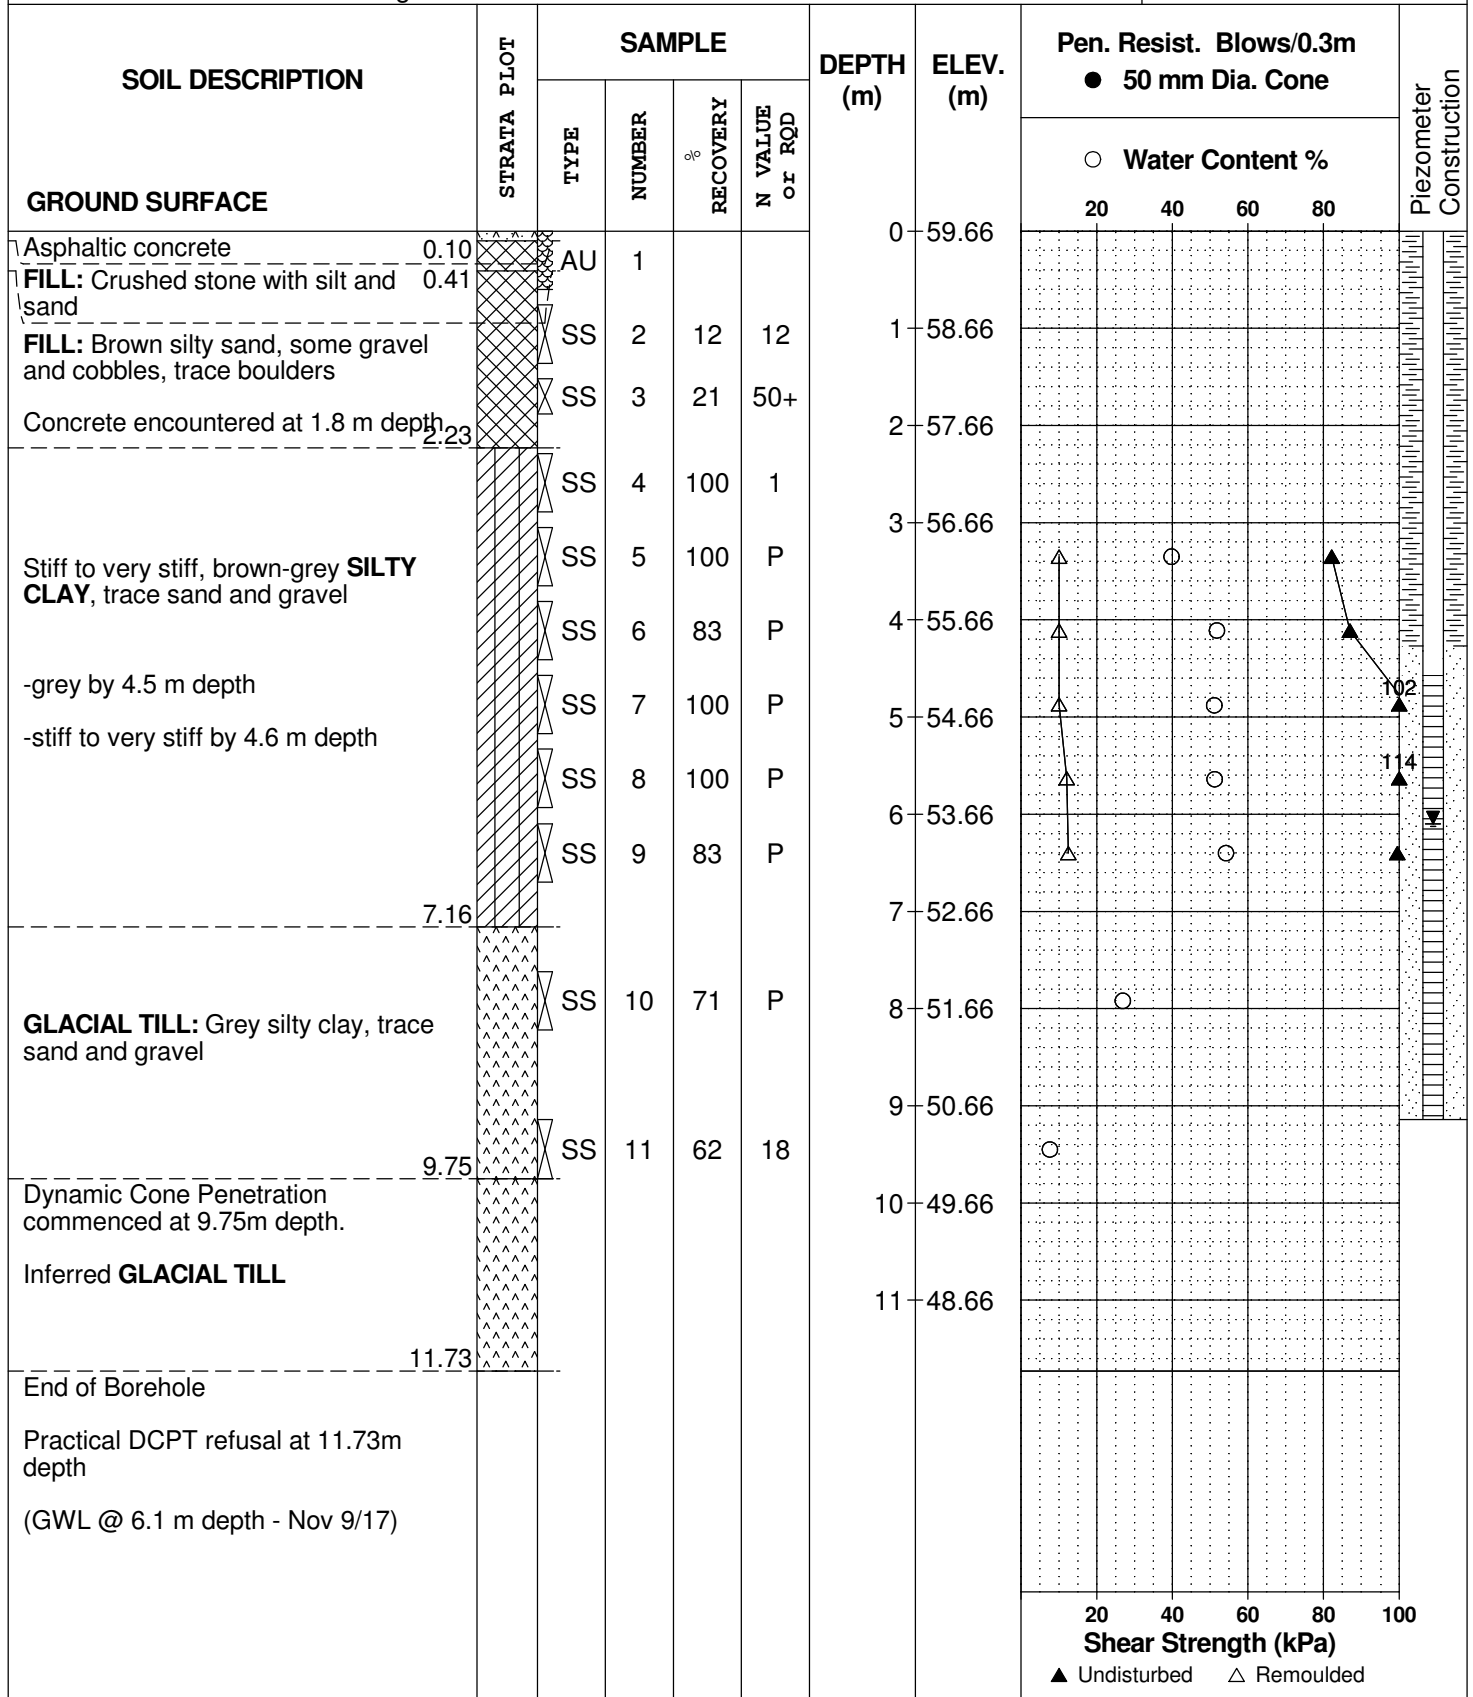 SOIL DESCRIPTION
GROUND SURFACE
STRATA PLOT
SAMPLE
TYPE
NUMBER
% RECOVERY
N VALUE or RQD
DEPTH (m)
ELEV. (m)
Pen. Resist. Blows/0.3m
● 50 mm Dia. Cone
○ Water Content %
20 40 60 80
Piezometer Construction
0 59.66
Asphaltic concrete 0.10
AU 1
FILL: Crushed stone with silt and 0.41
sand
SS 2 12 12
1 58.66
FILL: Brown silty sand, some gravel
and cobbles, trace boulders
SS 3 21 50+
Concrete encountered at 1.8 m depth
2.23
2 57.66
SS 4 100 1
3 56.66
SS 5 100 P
Stiff to very stiff, brown-grey SILTY
CLAY, trace sand and gravel
4 55.66
SS 6 83 P
-grey by 4.5 m depth
102
SS 7 100 P
5 54.66
-stiff to very stiff by 4.6 m depth
114
SS 8 100 P
6 53.66
SS 9 83 P
7.16
7 52.66
SS 10 71 P
8 51.66
GLACIAL TILL: Grey silty clay, trace
sand and gravel
9 50.66
SS 11 62 18
9.75
Dynamic Cone Penetration
commenced at 9.75m depth.
10 49.66
Inferred GLACIAL TILL
11 48.66
11.73
End of Borehole
Practical DCPT refusal at 11.73m
depth
(GWL @ 6.1 m depth - Nov 9/17)
20 40 60 80 100
Shear Strength (kPa)
▲ Undisturbed △ Remoulded